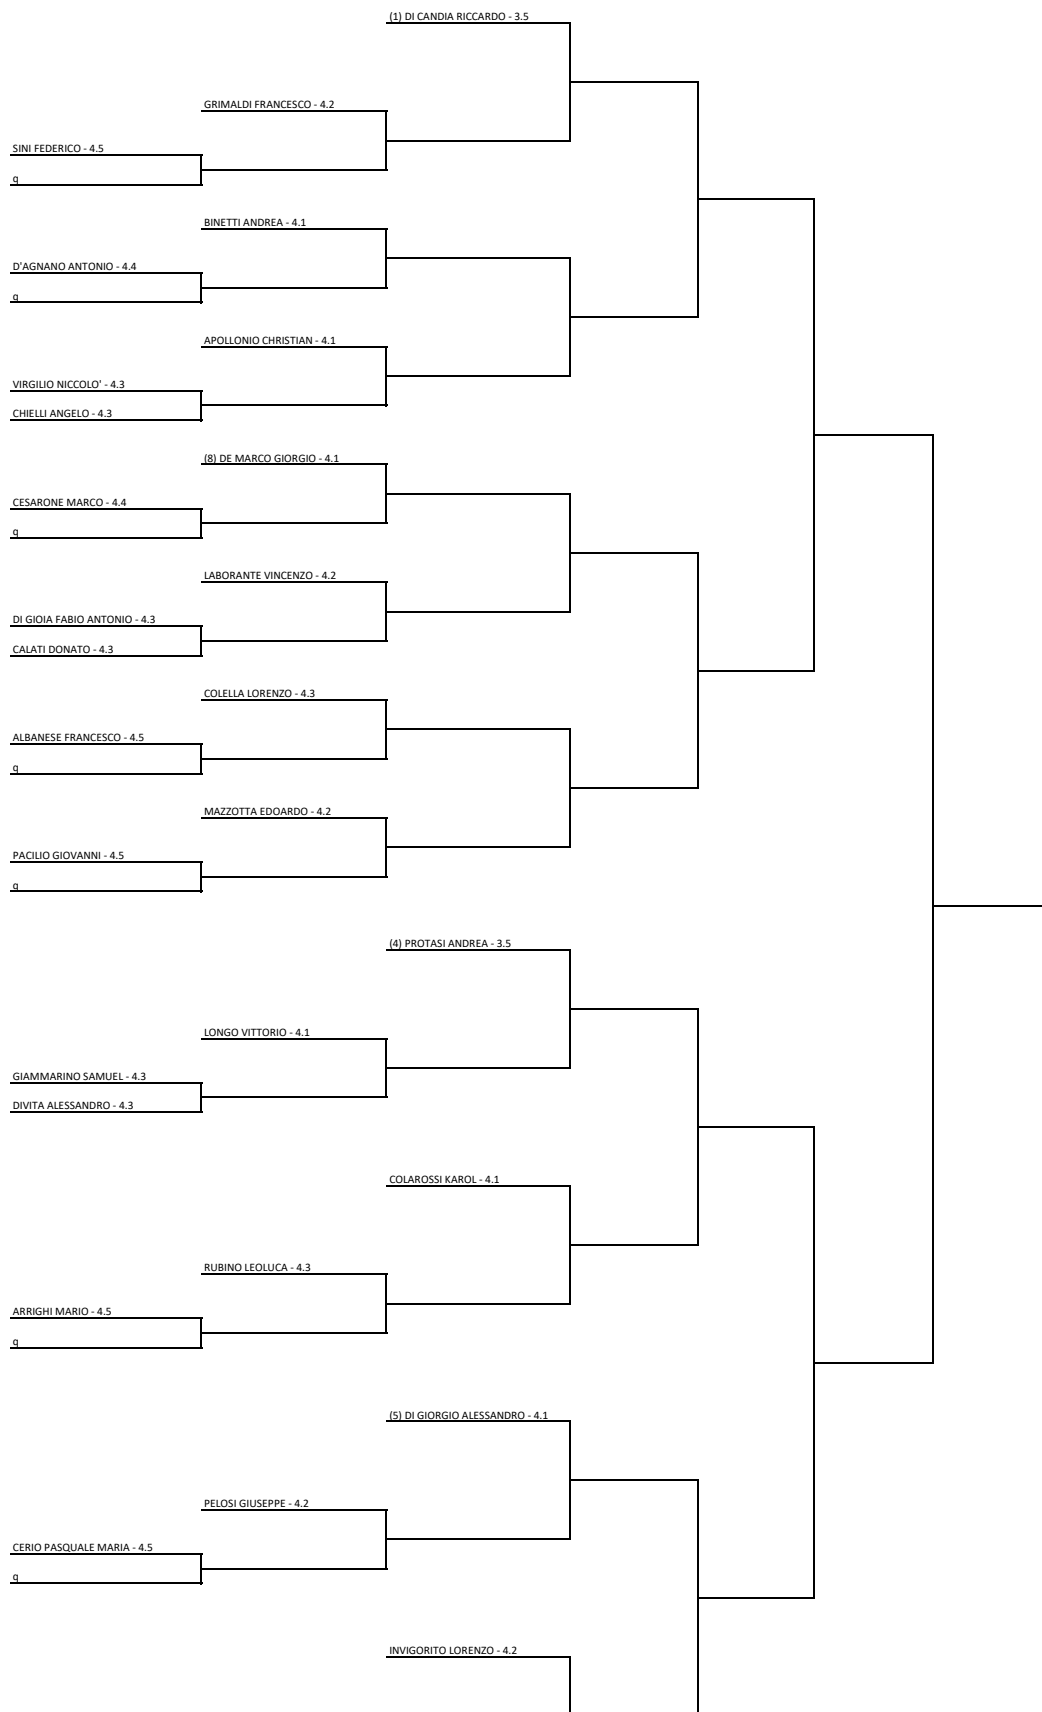 (1) DI CANDIA RICCARDO - 3.5
GRIMALDI FRANCESCO - 4.2
SINI FEDERICO - 4.5
q
BINETTI ANDREA - 4.1
D'AGNANO ANTONIO - 4.4
q
APOLLONIO CHRISTIAN - 4.1
VIRGILIO NICCOLO' - 4.3
CHIELLI ANGELO - 4.3
(8) DE MARCO GIORGIO - 4.1
CESARONE MARCO - 4.4
q
LABORANTE VINCENZO - 4.2
DI GIOIA FABIO ANTONIO - 4.3
CALATI DONATO - 4.3
COLELLA LORENZO - 4.3
ALBANESE FRANCESCO - 4.5
q
MAZZOTTA EDOARDO - 4.2
PACILIO GIOVANNI - 4.5
q
(4) PROTASI ANDREA - 3.5
LONGO VITTORIO - 4.1
GIAMMARINO SAMUEL - 4.3
DIVITA ALESSANDRO - 4.3
COLAROSSI KAROL - 4.1
RUBINO LEOLUCA - 4.3
ARRIGHI MARIO - 4.5
q
(5) DI GIORGIO ALESSANDRO - 4.1
PELOSI GIUSEPPE - 4.2
CERIO PASQUALE MARIA - 4.5
q
INVIGORITO LORENZO - 4.2